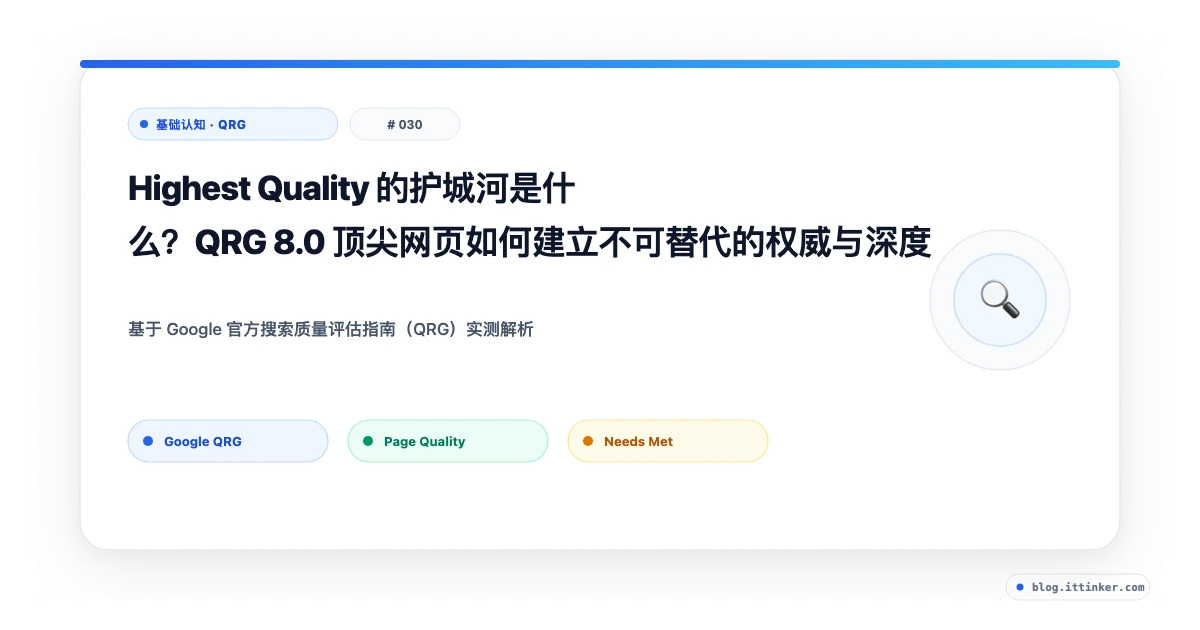 基础认知 · QRG
# 030
Highest Quality 的护城河是什
么？QRG 8.0 顶尖网页如何建立不可替代的权威与深度
基于 Google 官方搜索质量评估指南（QRG）实测解析
Google QRG
Page Quality
Needs Met
blog.ittinker.com